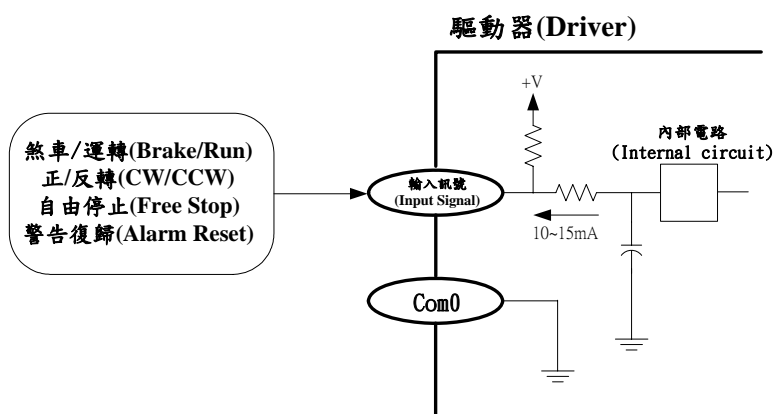 驅動器(Driver)
+V
內部電路
(Internal circuit)
煞車/運轉(Brake/Run)
正/反轉(CW/CCW)
自由停止(Free Stop)
警告復歸(Alarm Reset)
輸入訊號
(Input Signal)
10~15mA
Com0